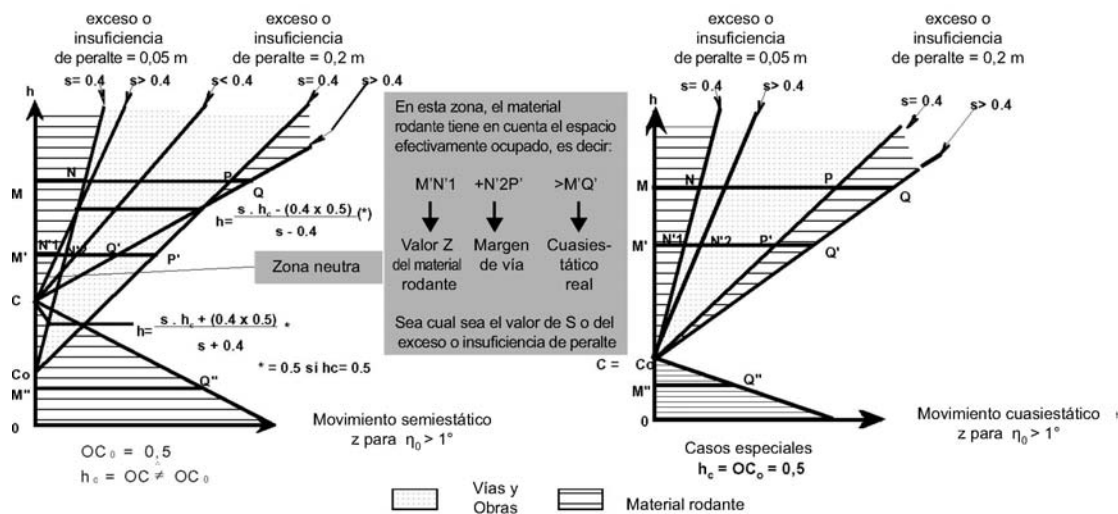 exceso o
insuficiencia
de peralte = 0,05 m
exceso o
insuficiencia
de peralte = 0,2 m
s= 0.4
s> 0.4
s< 0.4
s= 0.4
s> 0.4
h
M
N
P
Q
h= s . hc - (0.4 x 0.5) (*)
s - 0.4
M'
N'1
N'2
Q'
P'
C
h= s . hc + (0.4 x 0.5) *
s + 0.4
* = 0.5 si hc= 0.5
Co
M"
Q"
0
Movimiento semiestático
z para η0 > 1°
OC0 = 0,5
hc = OC ≠ OC0
En esta zona, el material
rodante tiene en cuenta el espacio
efectivamente ocupado, es decir:
M'N'1 +N'2P' >M'Q'
Valor Z
del material
rodante
Margen
de vía
Cuasies-
tático
real
Sea cual sea el valor de S o del
exceso o insuficiencia de peralte
Zona neutra
exceso o
insuficiencia
de peralte = 0,05 m
exceso o
insuficiencia
de peralte = 0,2 m
s= 0.4
s> 0.4
s= 0.4
s> 0.4
h
M
N
P
Q
M'
N'1
N'2
P'
Q'
C = Co
M"
Q"
0
Movimiento cuasiestático
z para η0 > 1°
Casos especiales
hc = OCo = 0,5
Vías y
Obras
Material rodante